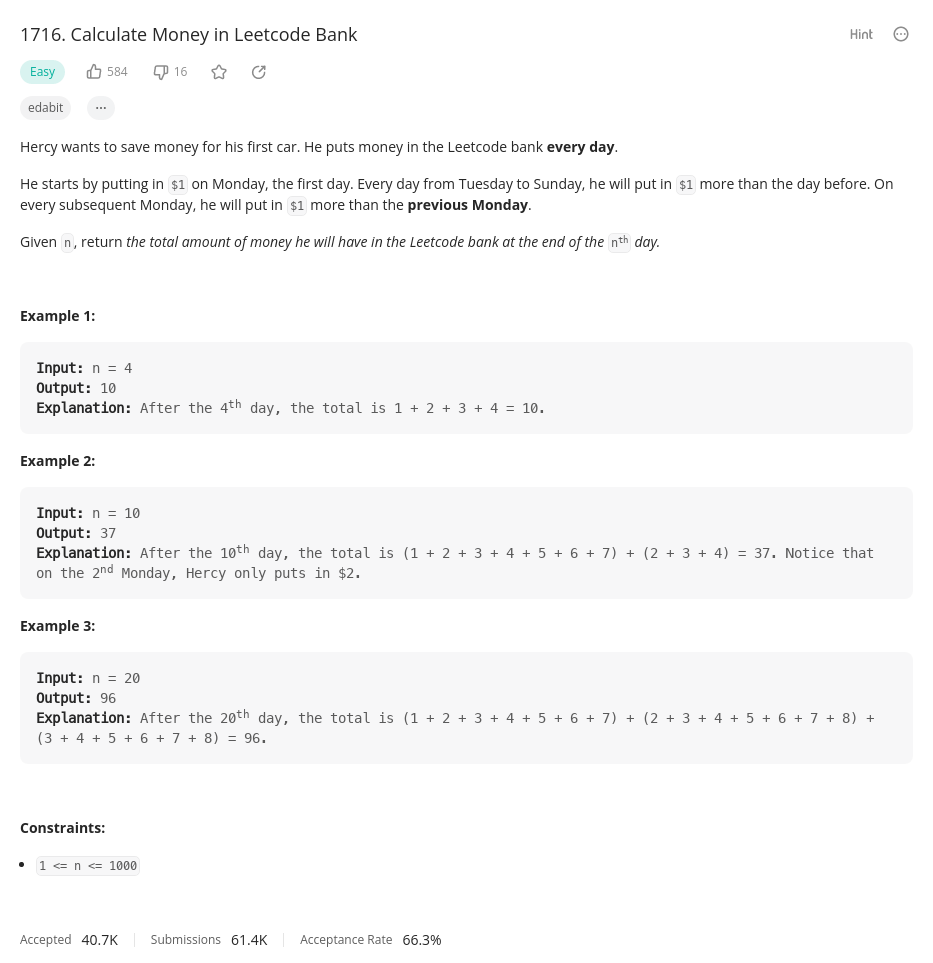 1716. Calculate Money in Leetcode Bank
Hint
Easy 584 16
edabit ...
Hercy wants to save money for his first car. He puts money in the Leetcode bank every day.
He starts by putting in $1 on Monday, the first day. Every day from Tuesday to Sunday, he will put in $1 more than the day before. On
every subsequent Monday, he will put in $1 more than the previous Monday.
Given n, return the total amount of money he will have in the Leetcode bank at the end of the nth day.
Example 1:
Input: n = 4
Output: 10
Explanation: After the 4th day, the total is 1 + 2 + 3 + 4 = 10.
Example 2:
Input: n = 10
Output: 37
Explanation: After the 10th day, the total is (1 + 2 + 3 + 4 + 5 + 6 + 7) + (2 + 3 + 4) = 37. Notice that
on the 2nd Monday, Hercy only puts in $2.
Example 3:
Input: n = 20
Output: 96
Explanation: After the 20th day, the total is (1 + 2 + 3 + 4 + 5 + 6 + 7) + (2 + 3 + 4 + 5 + 6 + 7 + 8) +
(3 + 4 + 5 + 6 + 7 + 8) = 96.
Constraints:
• 1 <= n <= 1000
Accepted 40.7K Submissions 61.4K Acceptance Rate 66.3%